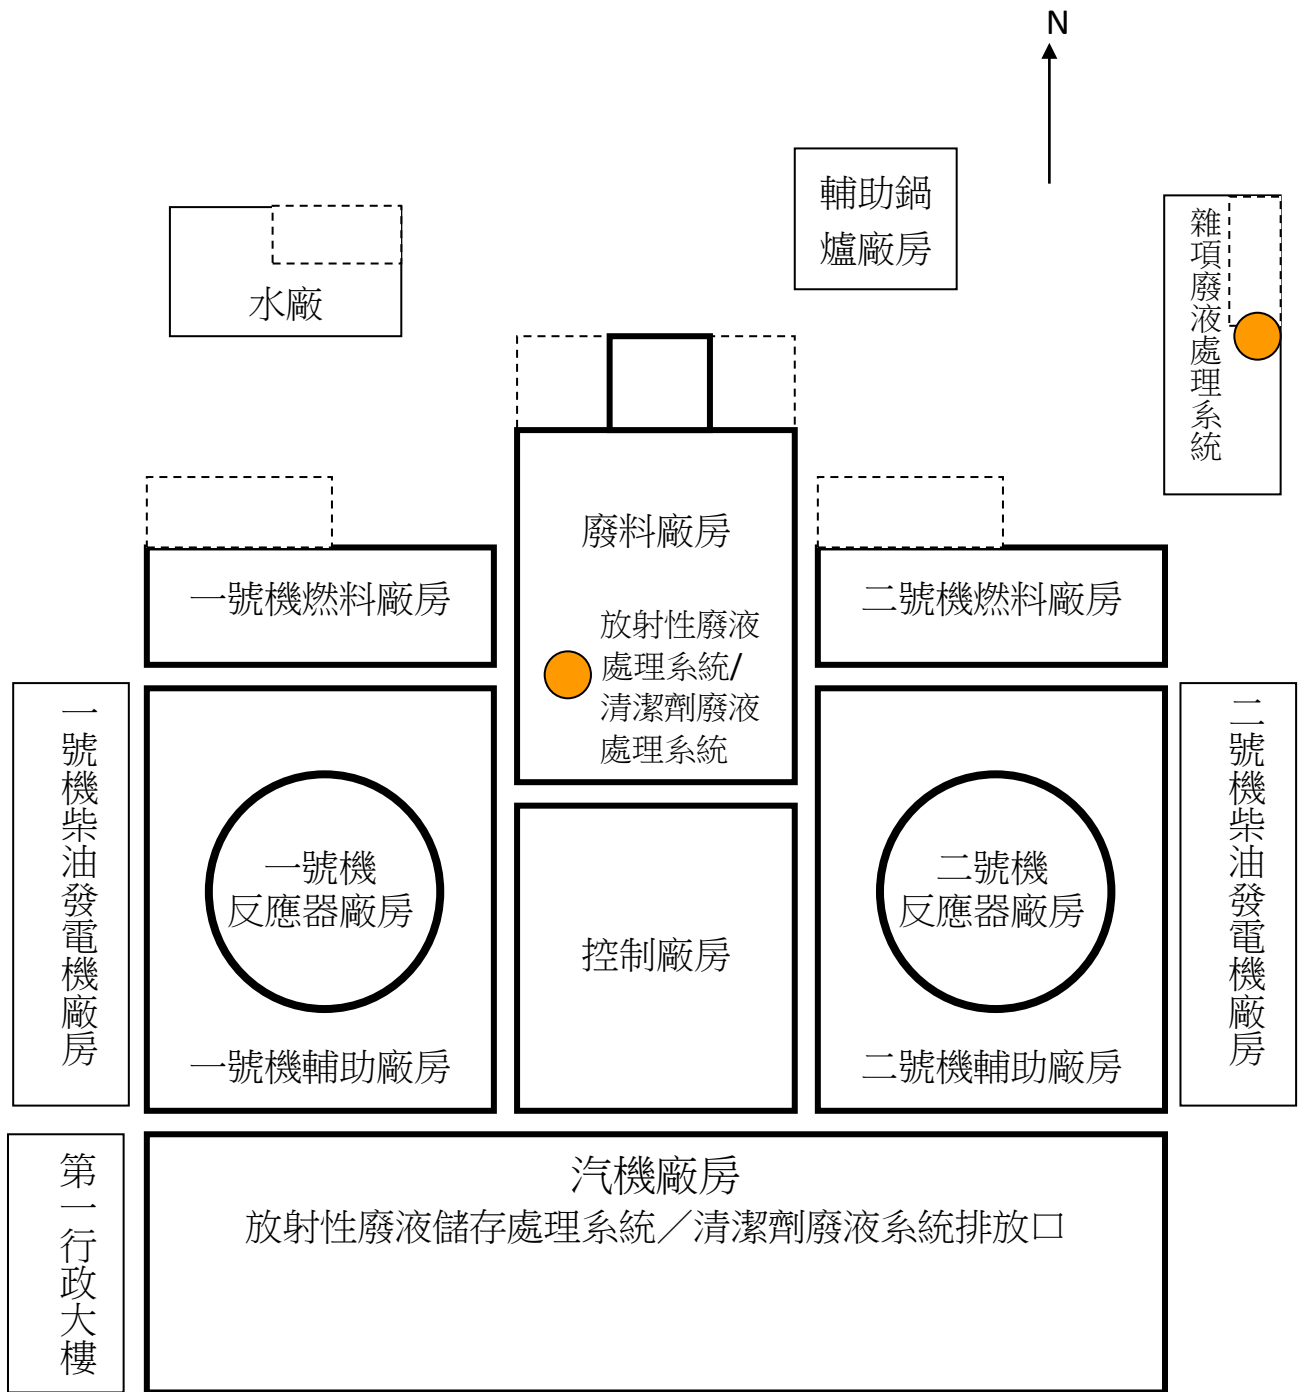 N
輔助鍋
爐廠房
雜項廢液處理系統
水廠
廢料廠房
一號機燃料廠房
二號機燃料廠房
放射性廢液
處理系統/
清潔劑廢液
處理系統
一號機柴油發電機廠房
二號機柴油發電機廠房
一號機
反應器廠房
二號機
反應器廠房
控制廠房
一號機輔助廠房
二號機輔助廠房
第一行政大樓
汽機廠房
放射性廢液儲存處理系統／清潔劑廢液系統排放口